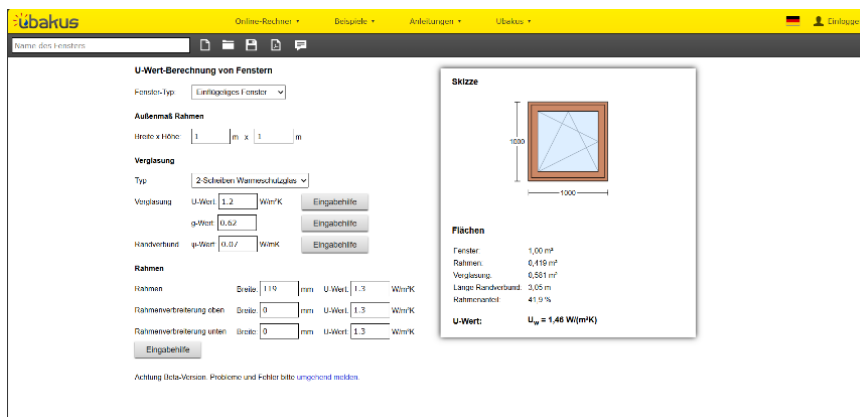 übakus
Online-Rechner ▾ Beispiele ▾ Anleitungen ▾ Ubakus ▾ Einlogge
Name des Fensters
U-Wert-Berechnung von Fenstern
Fenster-Typ: Einflügeliges Fenster
Außenmaß Rahmen
Breite x Höhe: 1 m x 1 m
Verglasung
Typ 2-Scheiben Wärmeschutzglas
Verglasung U-Wert: 1.2 W/m²K Eingabehilfe
g-Wert: 0.62 Eingabehilfe
Randverbund ψ-Wert: 0.07 W/mK Eingabehilfe
Rahmen
Rahmen Breite: 119 mm U-Wert: 1.3 W/m²K
Rahmenverbreiterung oben Breite: 0 mm U-Wert: 1.3 W/m²K
Rahmenverbreiterung unten Breite: 0 mm U-Wert: 1.3 W/m²K
Eingabehilfe
Achtung Beta-Version. Probleme und Fehler bitte umgehend melden.
Skizze
1000
Flächen
Fenster: 1,00 m²
Rahmen: 0,419 m²
Verglasung: 0,581 m²
Länge Randverbund: 3,05 m
Rahmenanteil: 41,9 %
U-Wert: Uw = 1,46 W/(m²K)